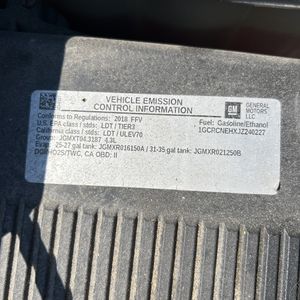 VEHICLE EMISSION
CONTROL INFORMATION
GM
GENERAL
MOTORS
LLC
Conforms to Regulations: 2018 FFV
Fuel: Gasoline/Ethanol
U.S. EPA class / stds: LDT / TIER3
1GCRCNEHXJZ240227
California class / stds: LDT / ULEV70
Group: JGMXT04.3187 4.3L
Evap: 25-27 gal tank: JGMXR016150A / 31-35 gal tank: JGMXR021250B
DGI/HO2S/TWC, CA OBD: II